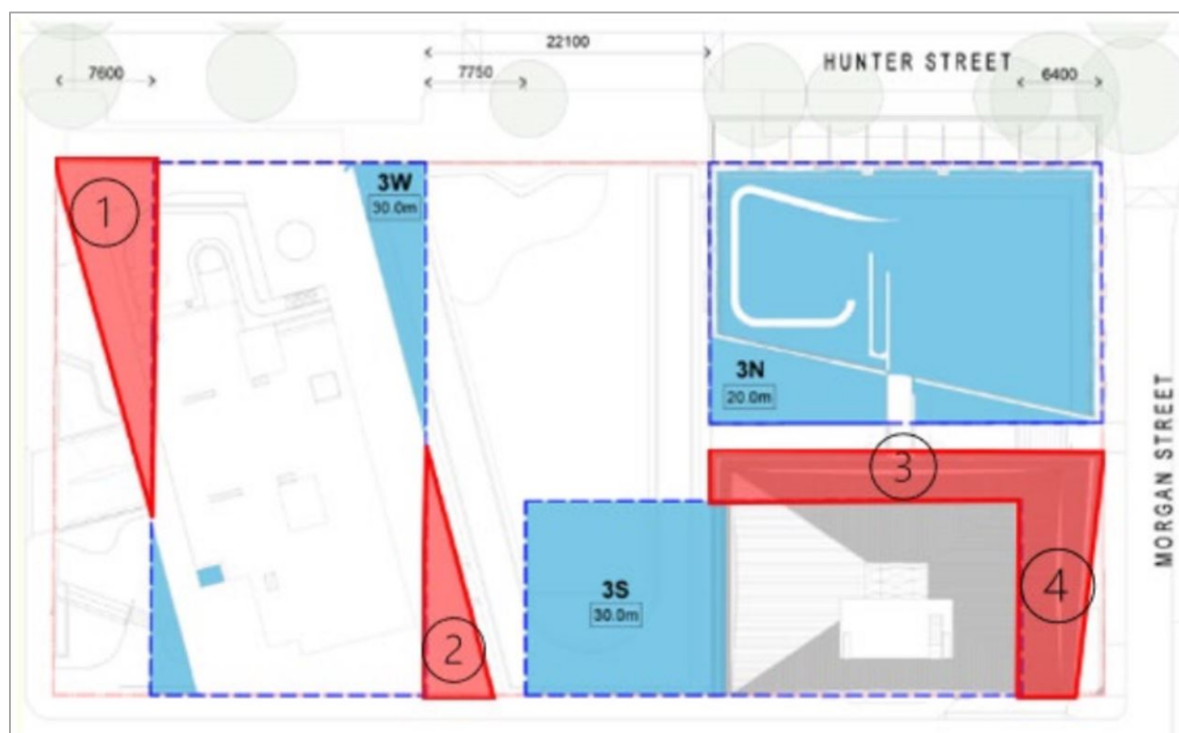 22100
7600
7750
HUNTER STREET
6400
1
3W
30.0m
3N
20.0m
3
MORGAN STREET
3S
30.0m
4
2